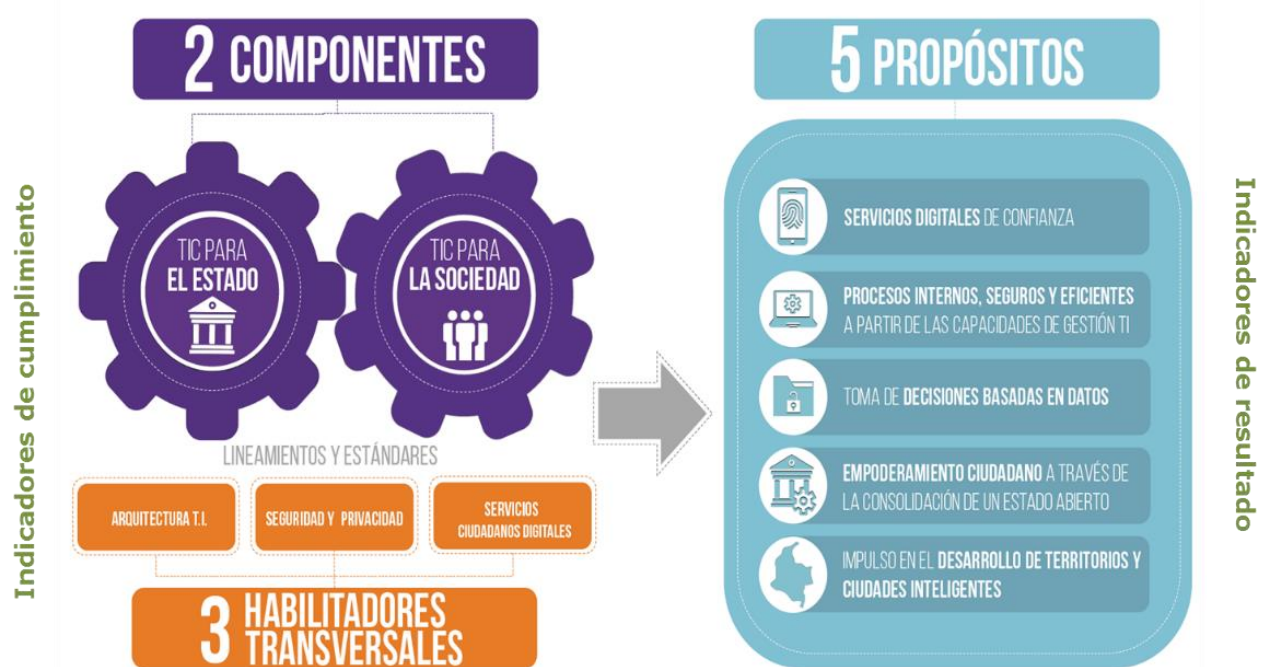 Indicadores de cumplimiento
2 COMPONENTES
TIC PARA
EL ESTADO
TIC PARA
LA SOCIEDAD
LINEAMIENTOS Y ESTÁNDARES
ARQUITECTURA T.I.
SEGURIDAD Y PRIVACIDAD
SERVICIOS
CIUDADANOS DIGITALES
3 HABILITADORES
TRANSVERSALES
5 PROPÓSITOS
SERVICIOS DIGITALES DE CONFIANZA
PROCESOS INTERNOS, SEGUROS Y EFICIENTES
A PARTIR DE LAS CAPACIDADES DE GESTIÓN TI
TOMA DE DECISIONES BASADAS EN DATOS
EMPODERAMIENTO CIUDADANO A TRAVÉS DE
LA CONSOLIDACIÓN DE UN ESTADO ABIERTO
IMPULSO EN EL DESARROLLO DE TERRITORIOS Y
CIUDADES INTELIGENTES
Indicadores de resultado